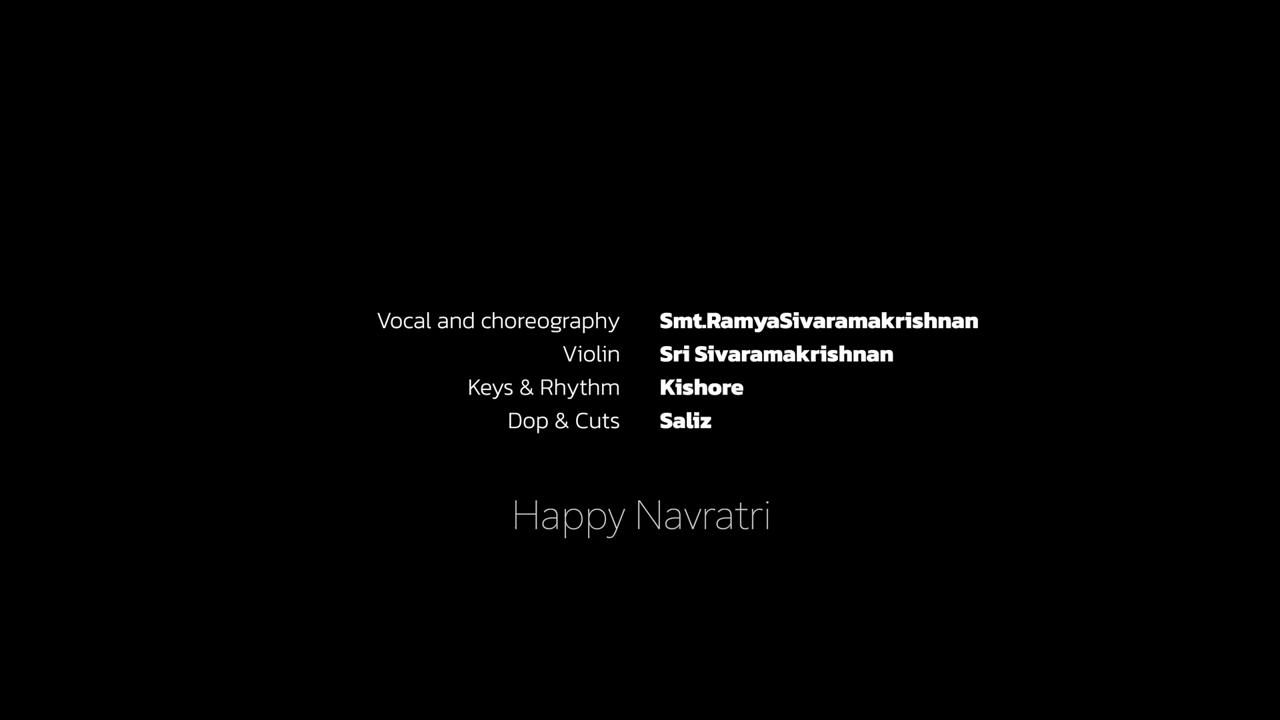 Vocal and choreography Smt.RamyaSivaramakrishnan
Violin Sri Sivaramakrishnan
Keys & Rhythm Kishore
Dop & Cuts Saliz
Happy Navratri